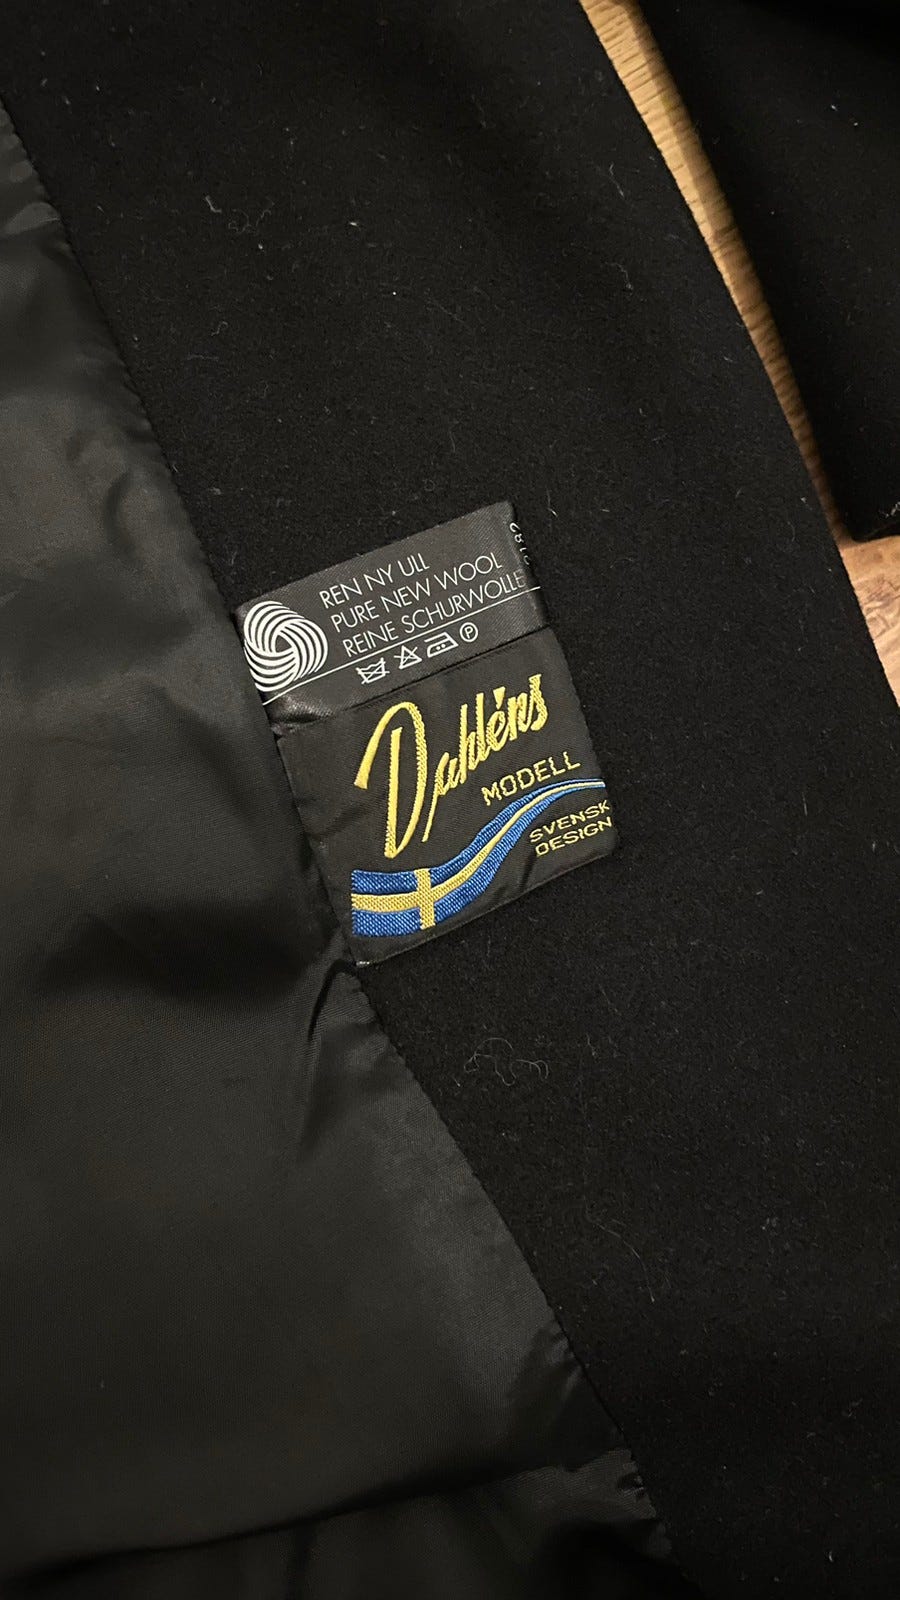 REN NY ULL
PURE NEW WOOL
REINE SCHURWOLLE
P
Dahléns
MODELL
SVENSK
DESIGN